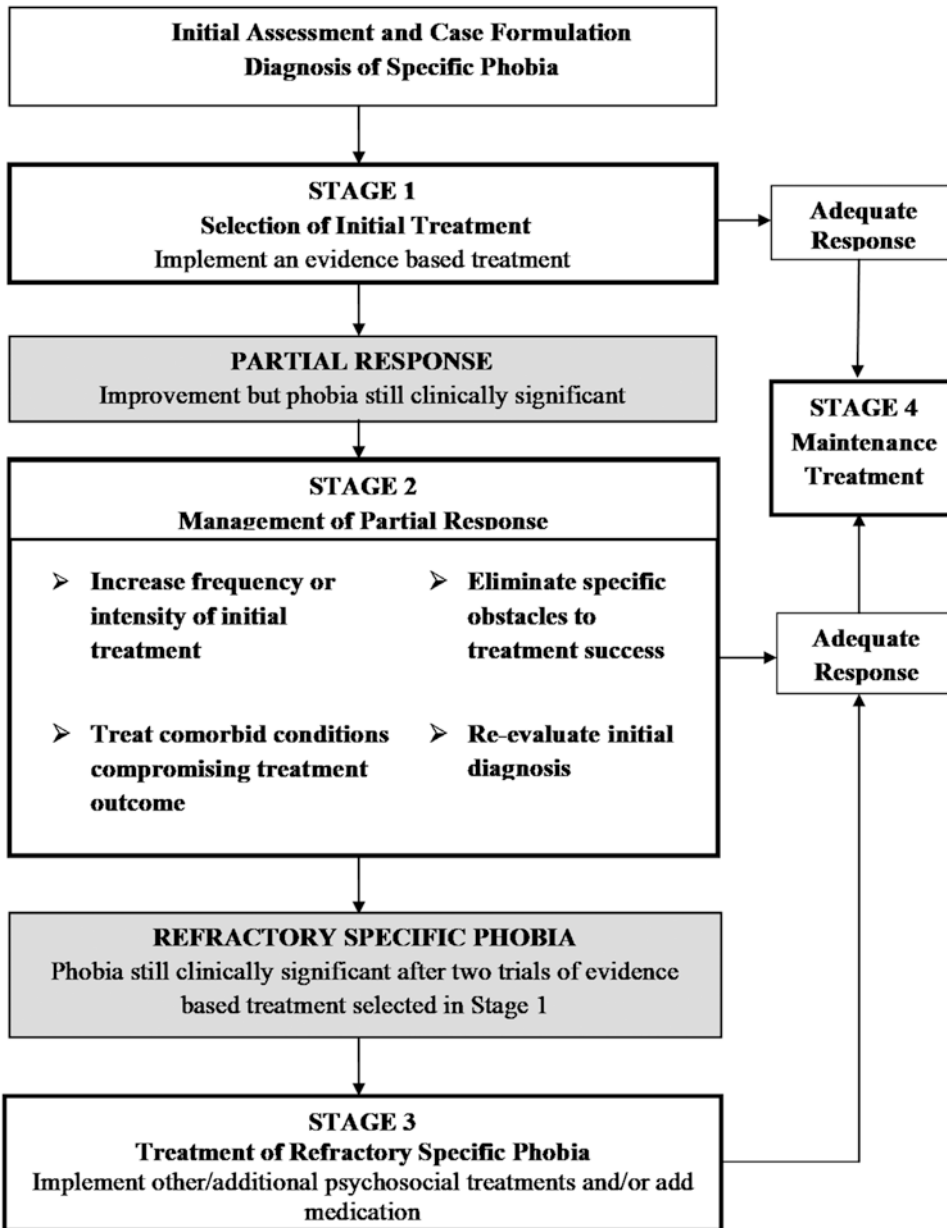 Initial Assessment and Case Formulation
Diagnosis of Specific Phobia
STAGE 1
Selection of Initial Treatment
Implement an evidence based treatment
Adequate
Response
PARTIAL RESPONSE
Improvement but phobia still clinically significant
STAGE 4
Maintenance
Treatment
STAGE 2
Management of Partial Response
➢ Increase frequency or
intensity of initial
treatment
➢ Eliminate specific
obstacles to
treatment success
➢ Treat comorbid conditions
compromising treatment
outcome
➢ Re-evaluate initial
diagnosis
Adequate
Response
REFRACTORY SPECIFIC PHOBIA
Phobia still clinically significant after two trials of evidence
based treatment selected in Stage 1
STAGE 3
Treatment of Refractory Specific Phobia
Implement other/additional psychosocial treatments and/or add
medication